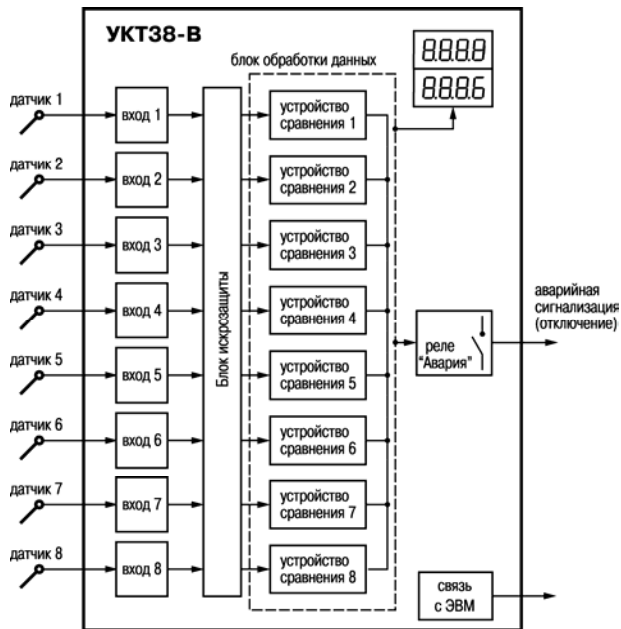 УКТ38-В
блок обработки данных
8.8.8.8
8.8.8.Б
датчик 1
вход 1
устройство
сравнения 1
датчик 2
вход 2
устройство
сравнения 2
датчик 3
вход 3
устройство
сравнения 3
датчик 4
вход 4
устройство
сравнения 4
датчик 5
вход 5
устройство
сравнения 5
датчик 6
вход 6
устройство
сравнения 6
датчик 7
вход 7
устройство
сравнения 7
датчик 8
вход 8
устройство
сравнения 8
Блок искрозащиты
реле
"Авария"
аварийная
сигнализация
(отключение)
связь
с ЭВМ